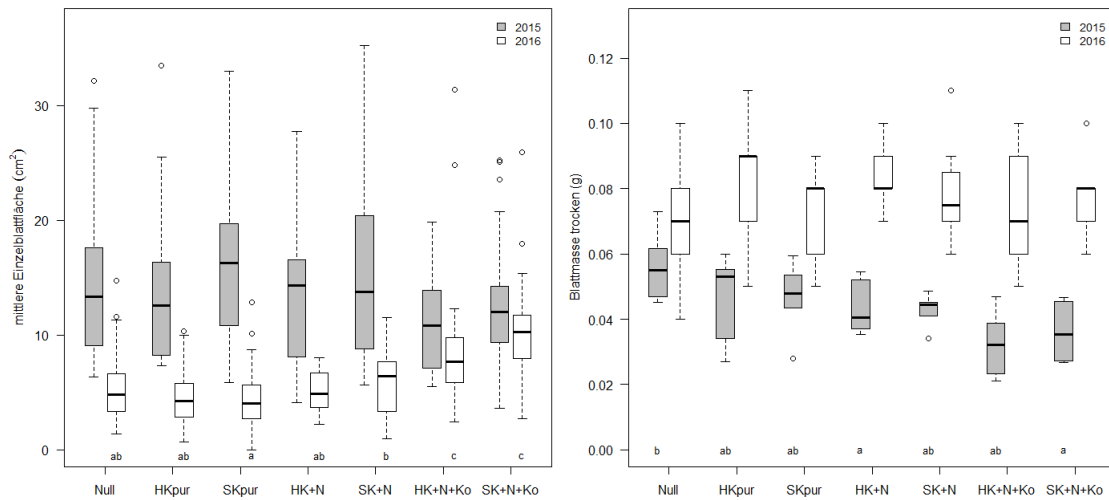 mittlere Einzelblattfläche (cm²)
30
20
10
0
2015
2016
ab ab a ab b c c
Null HKpur SKpur HK+N SK+N HK+N+Ko SK+N+Ko
Blattmasse trocken (g)
0.12
0.10
0.08
0.06
0.04
0.02
0.00
2015
2016
b ab ab a ab ab a
Null HKpur SKpur HK+N SK+N HK+N+Ko SK+N+Ko